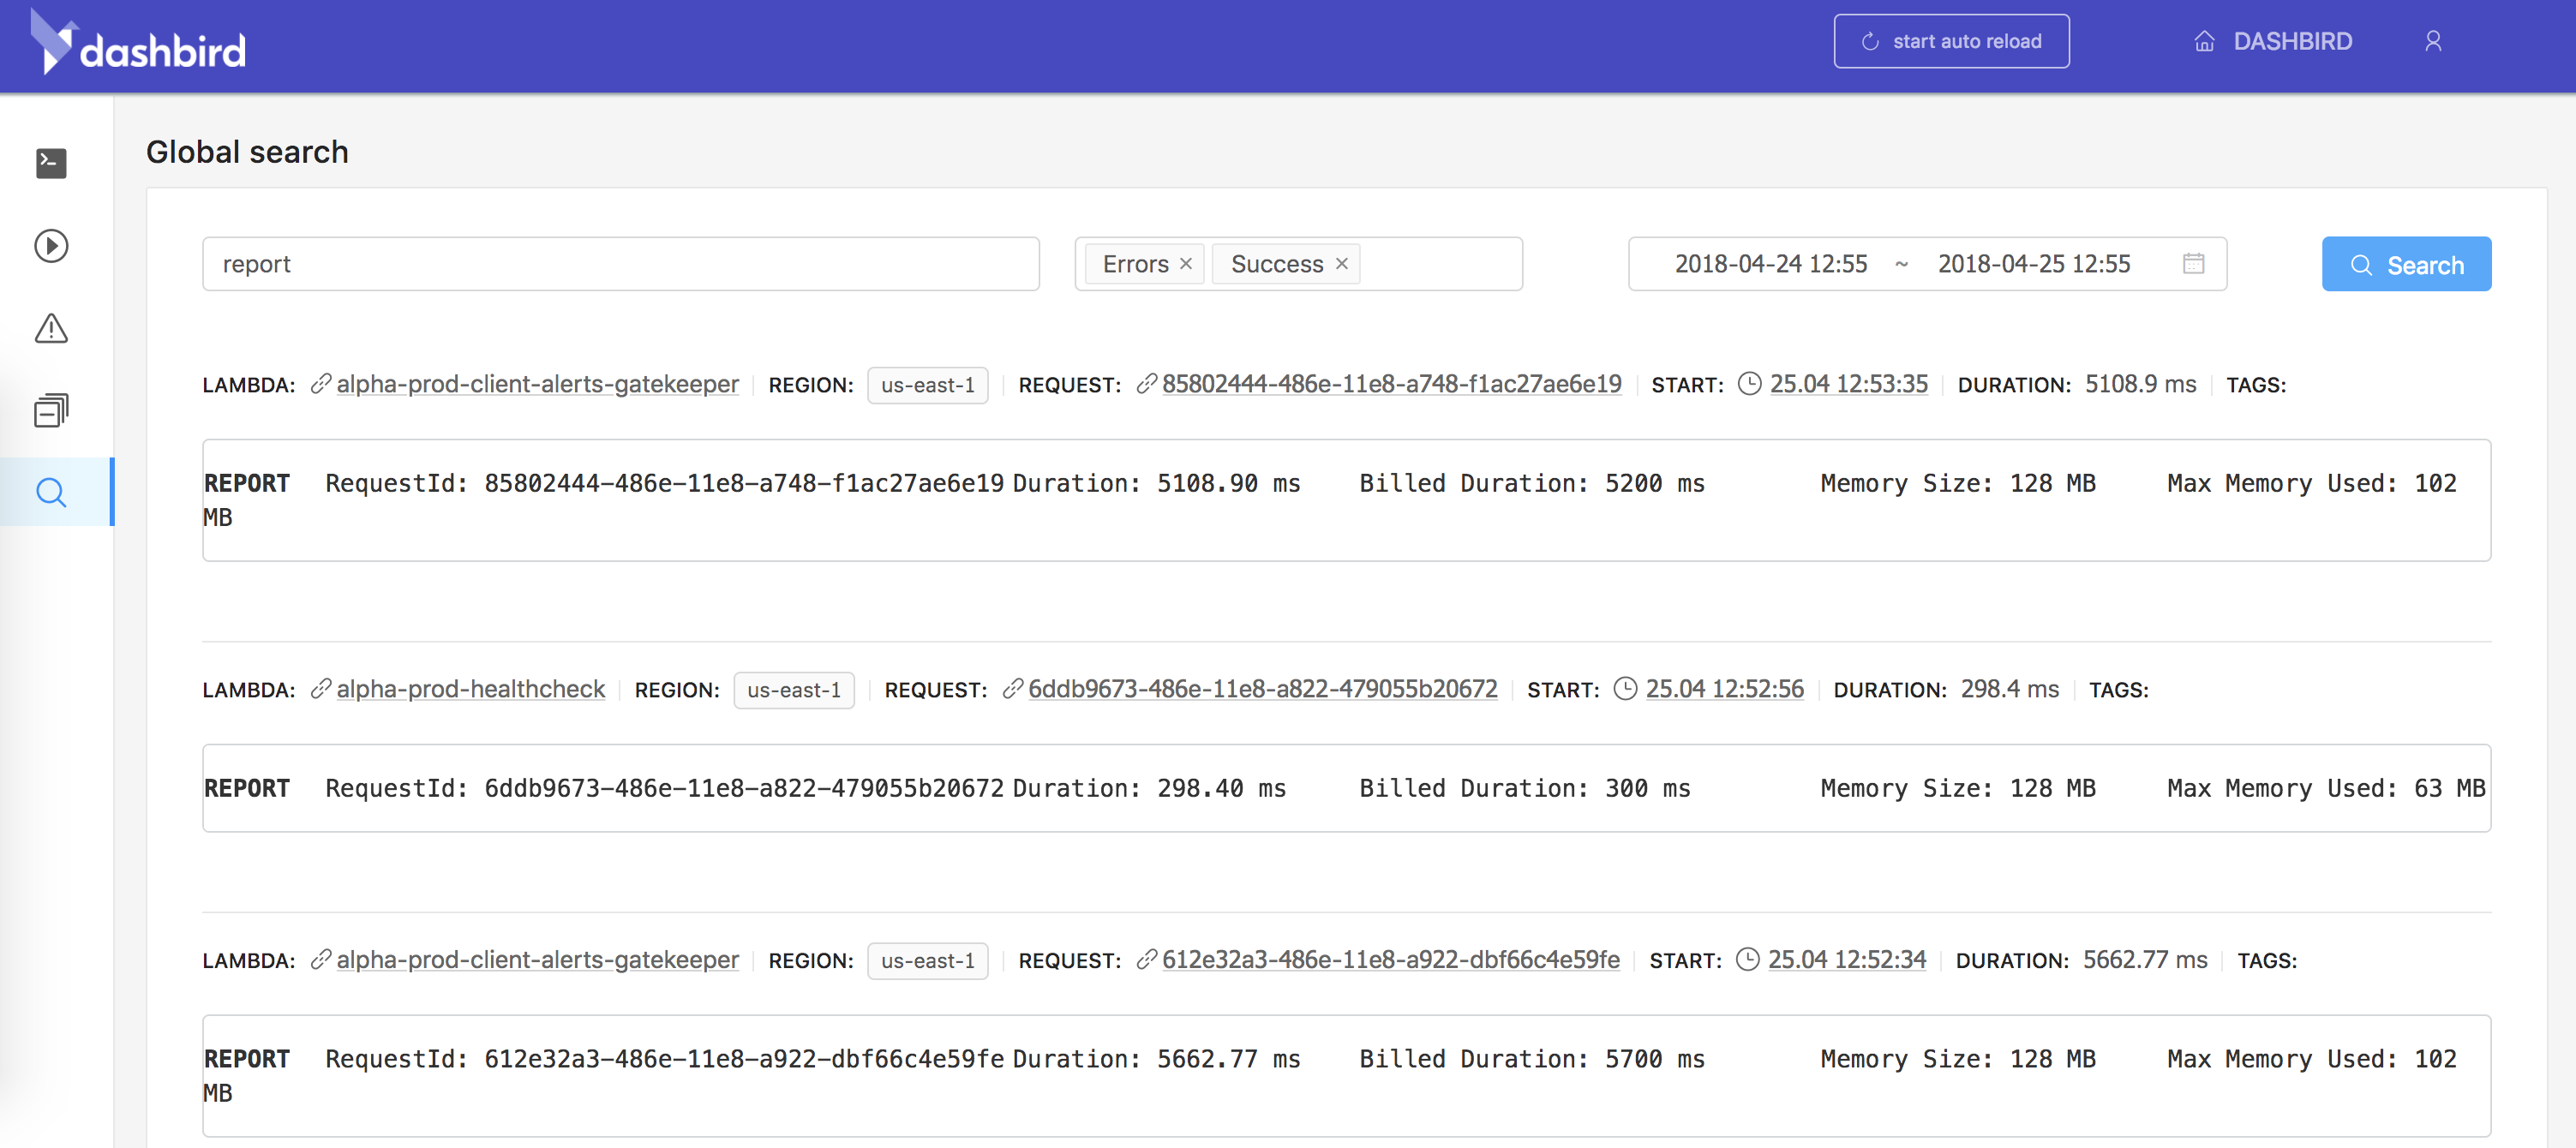 dashbird
start auto reload
DASHBIRD
Global search
report
Errors × Success ×
2018-04-24 12:55 ~ 2018-04-25 12:55
Search
LAMBDA: alpha-prod-client-alerts-gatekeeper REGION: us-east-1 REQUEST: 85802444-486e-11e8-a748-f1ac27ae6e19 START: 25.04 12:53:35 DURATION: 5108.9 ms TAGS:
REPORT RequestId: 85802444-486e-11e8-a748-f1ac27ae6e19 Duration: 5108.90 ms Billed Duration: 5200 ms Memory Size: 128 MB Max Memory Used: 102
MB
LAMBDA: alpha-prod-healthcheck REGION: us-east-1 REQUEST: 6ddb9673-486e-11e8-a822-479055b20672 START: 25.04 12:52:56 DURATION: 298.4 ms TAGS:
REPORT RequestId: 6ddb9673-486e-11e8-a822-479055b20672 Duration: 298.40 ms Billed Duration: 300 ms Memory Size: 128 MB Max Memory Used: 63 MB
LAMBDA: alpha-prod-client-alerts-gatekeeper REGION: us-east-1 REQUEST: 612e32a3-486e-11e8-a922-dbf66c4e59fe START: 25.04 12:52:34 DURATION: 5662.77 ms TAGS:
REPORT RequestId: 612e32a3-486e-11e8-a922-dbf66c4e59fe Duration: 5662.77 ms Billed Duration: 5700 ms Memory Size: 128 MB Max Memory Used: 102
MB